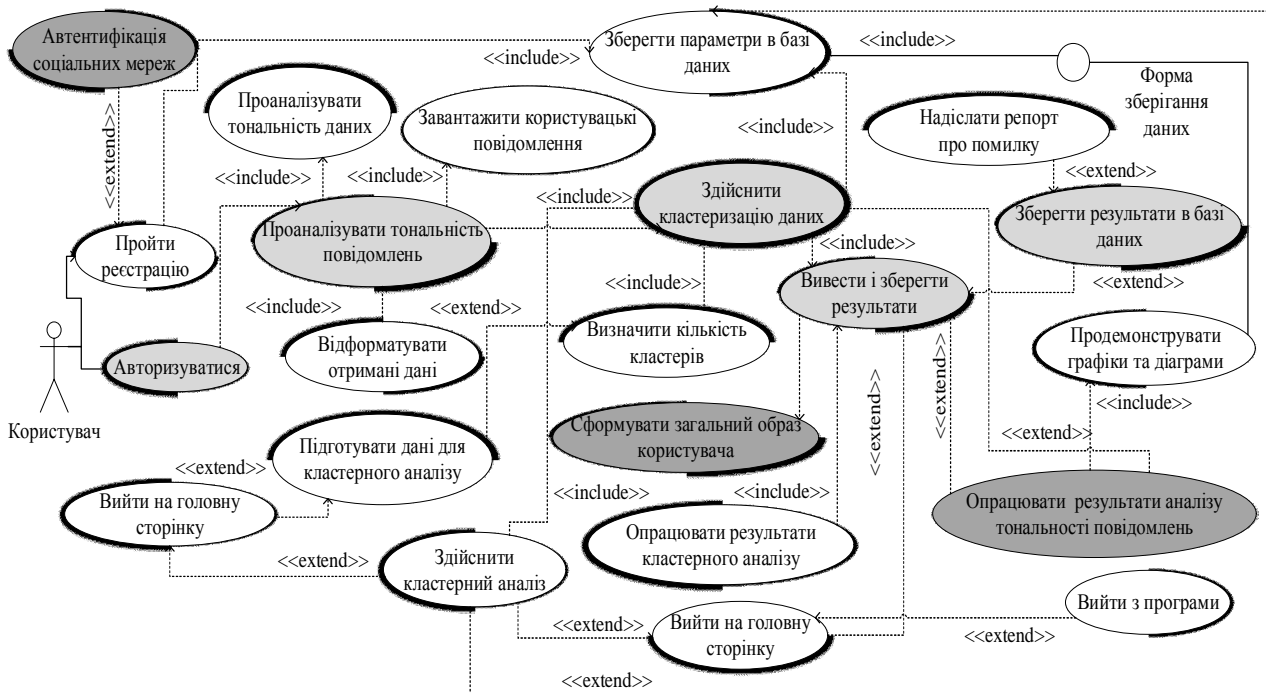 Автентифікація
соціальних мереж
Зберегти параметри в базі
даних
<<include>>
<<include>>
Форма
зберігання
даних
Проаналізувати
тональність даних
Завантажити користувацькі
повідомлення
<<include>>
Надіслати репорт
про помилку
<<extend>>
<<include>>
<<include>>
<<include>>
Здійснити
кластеризацію даних
<<extend>>
Зберегти результати в базі
даних
Пройти
реєстрацію
Проаналізувати тональність
повідомлень
<<include>>
Вивести і зберегти
результати
<<extend>>
<<include>>
<<extend>>
Визначити кількість
кластерів
Продемонструвати
графіки та діаграми
Авторизуватися
Відформатувати
отримані дані
<<extend>>
<<extend>>
<<include>>
Користувач
Сформувати загальний образ
користувача
Підготувати дані для
кластерного аналізу
<<extend>>
Вийти на головну
сторінку
<<include>>
<<include>>
Опрацювати результати аналізу
тональності повідомлень
Опрацювати результати
кластерного аналізу
<<extend>>
Здійснити
кластерний аналіз
Вийти з програми
<<extend>>
Вийти на головну
сторінку
<<extend>>
<<extend>>